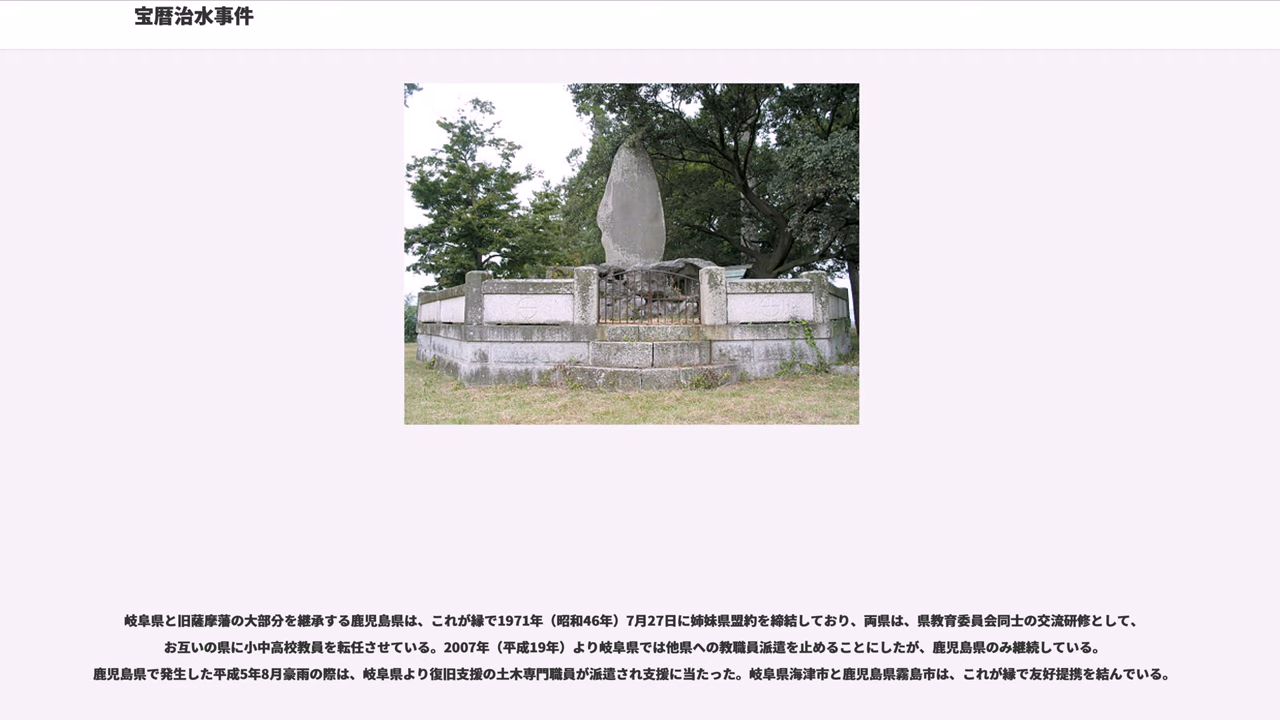 宝暦治水事件
岐阜県と旧薩摩藩の大部分を継承する鹿児島県は、これが縁で1971年（昭和46年）7月27日に姉妹県盟約を締結しており、両県は、県教育委員会同士の交流研修として、
お互いの県に小中高校教員を転任させている。2007年（平成19年）より岐阜県では他県への教職員派遣を止めることにしたが、鹿児島県のみ継続している。
鹿児島県で発生した平成5年8月豪雨の際は、岐阜県より復旧支援の土木専門職員が派遣され支援に当たった。岐阜県海津市と鹿児島県霧島市は、これが縁で友好提携を結んでいる。